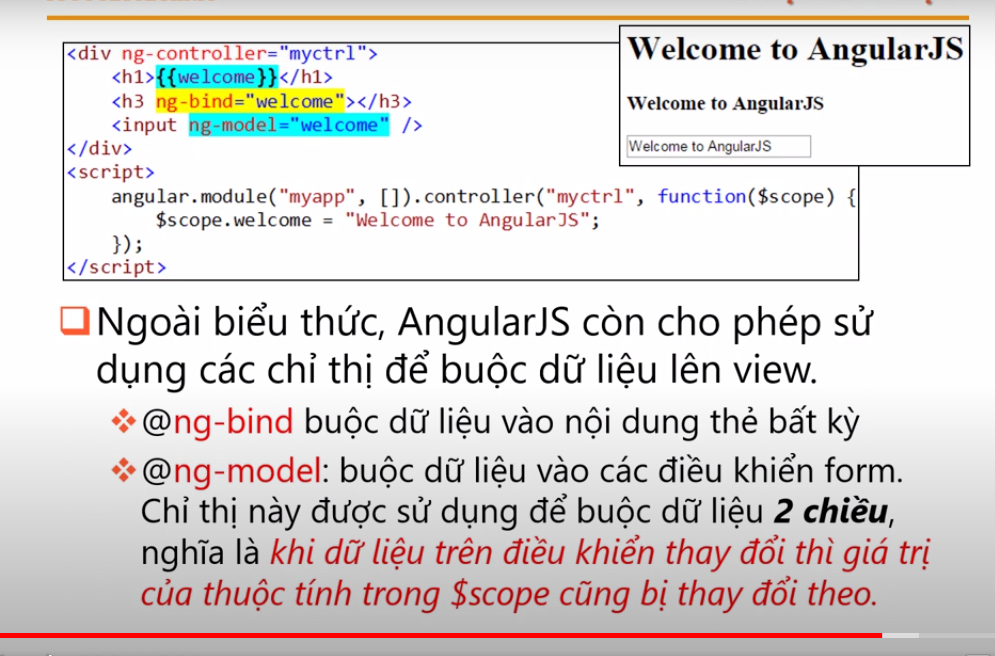 <div ng-controller="myctrl">
<h1>{{welcome}}</h1>
<h3 ng-bind="welcome"></h3>
<input ng-model="welcome" />
</div>
<script>
angular.module("myapp", []).controller("myctrl", function($scope) {
$scope.welcome = "Welcome to AngularJS";
});
</script>
Welcome to AngularJS
Welcome to AngularJS
Welcome to AngularJS
Ngoài biểu thức, AngularJS còn cho phép sử
dụng các chỉ thị để buộc dữ liệu lên view.
@ng-bind buộc dữ liệu vào nội dung thẻ bất kỳ
@ng-model: buộc dữ liệu vào các điều khiển form.
Chỉ thị này được sử dụng để buộc dữ liệu 2 chiều,
nghĩa là khi dữ liệu trên điều khiển thay đổi thì giá trị
của thuộc tính trong $scope cũng bị thay đổi theo.